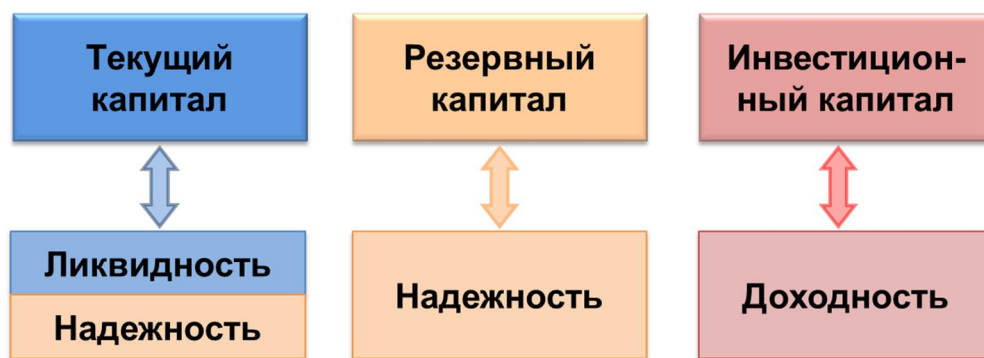 Текущий
капитал
Резервный
капитал
Инвестицион-
ный капитал
Ликвидность
Надежность
Надежность
Доходность